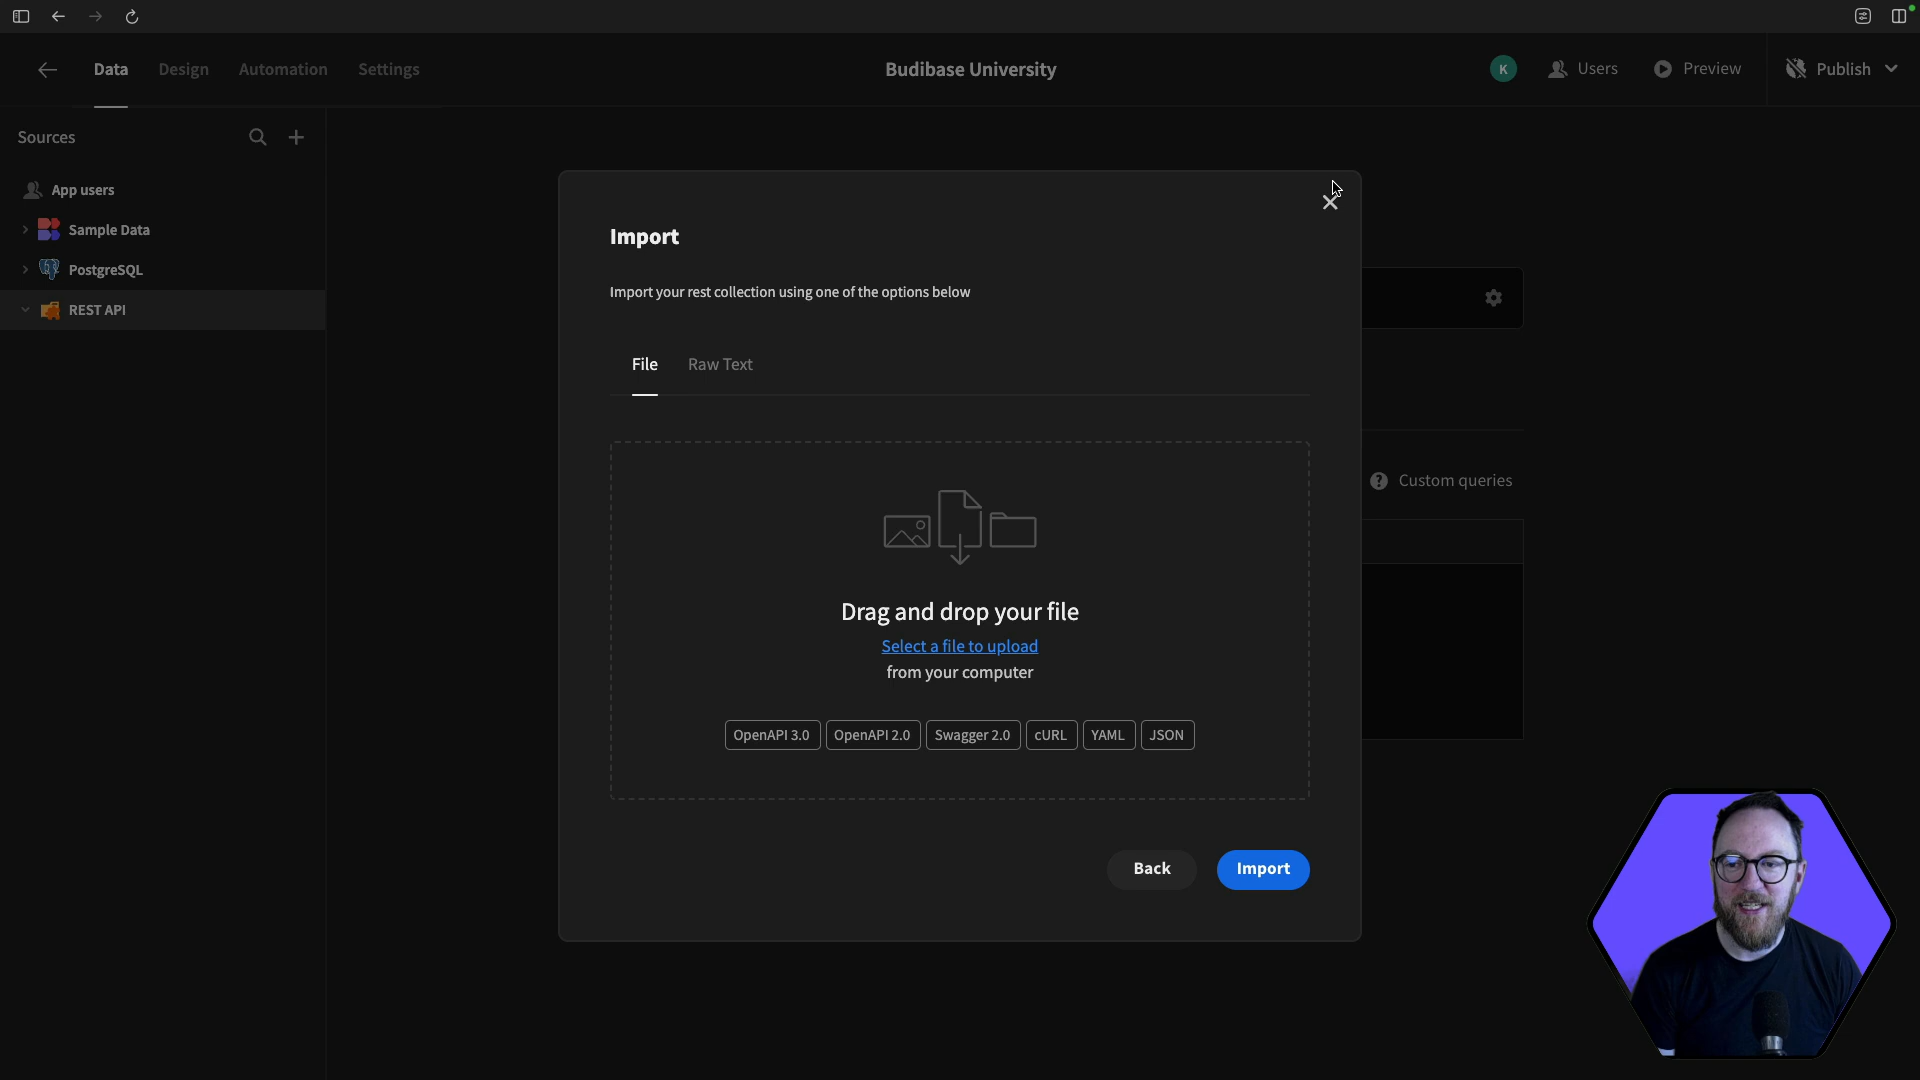 Data
Design
Automation
Settings
Budibase University
K
Users
Preview
Publish
Sources
App users
Sample Data
PostgreSQL
REST API
Import
Import your rest collection using one of the options below
File
Raw Text
Custom queries
Drag and drop your file
Select a file to upload
from your computer
OpenAPI 3.0
OpenAPI 2.0
Swagger 2.0
cURL
YAML
JSON
Back
Import